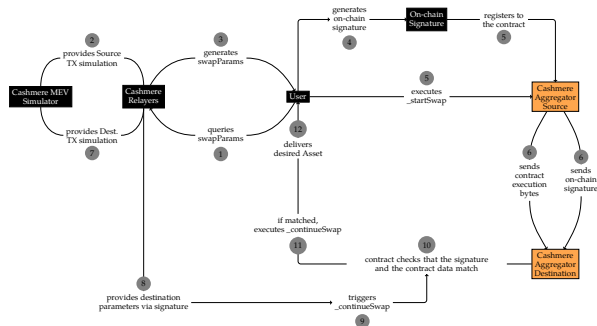 2
provides Source
TX simulation
3
generates
swapParams
generates
on-chain
signature
4
On-chain
Signature
registers to
the contract
5
Cashmere MEV
Simulator
Cashmere
Relayers
User
5
executes
_startSwap
Cashmere
Aggregator
Source
provides Dest.
TX simulation
7
queries
swapParams
1
12
delivers
desired Asset
6
sends
contract
execution
bytes
6
sends
on-chain
signature
if matched,
executes _continueSwap
11
10
contract checks that the signature
and the contract data match
Cashmere
Aggregator
Destination
8
provides destination
parameters via signature
triggers
_continueSwap
9